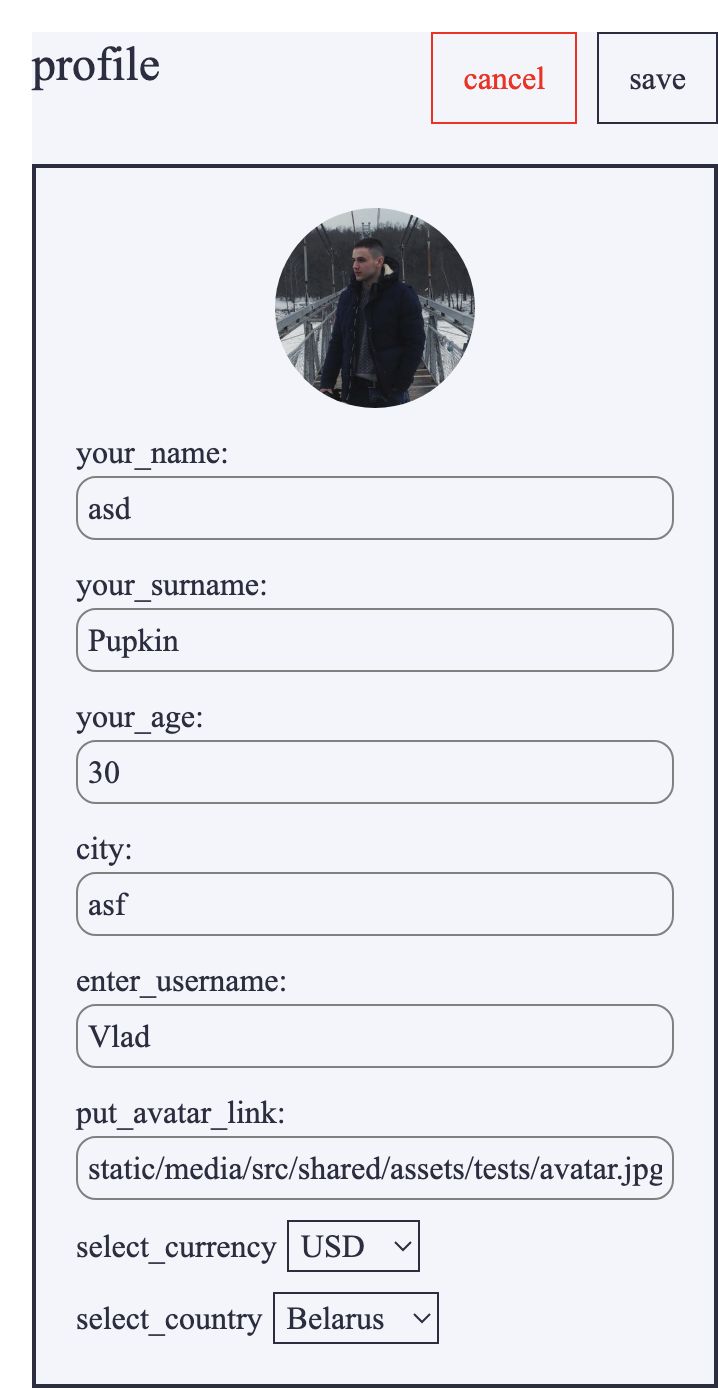 profile
cancel
save
your_name:
asd
your_surname:
Pupkin
your_age:
30
city:
asf
enter_username:
Vlad
put_avatar_link:
static/media/src/shared/assets/tests/avatar.jpg
select_currency USD
select_country Belarus